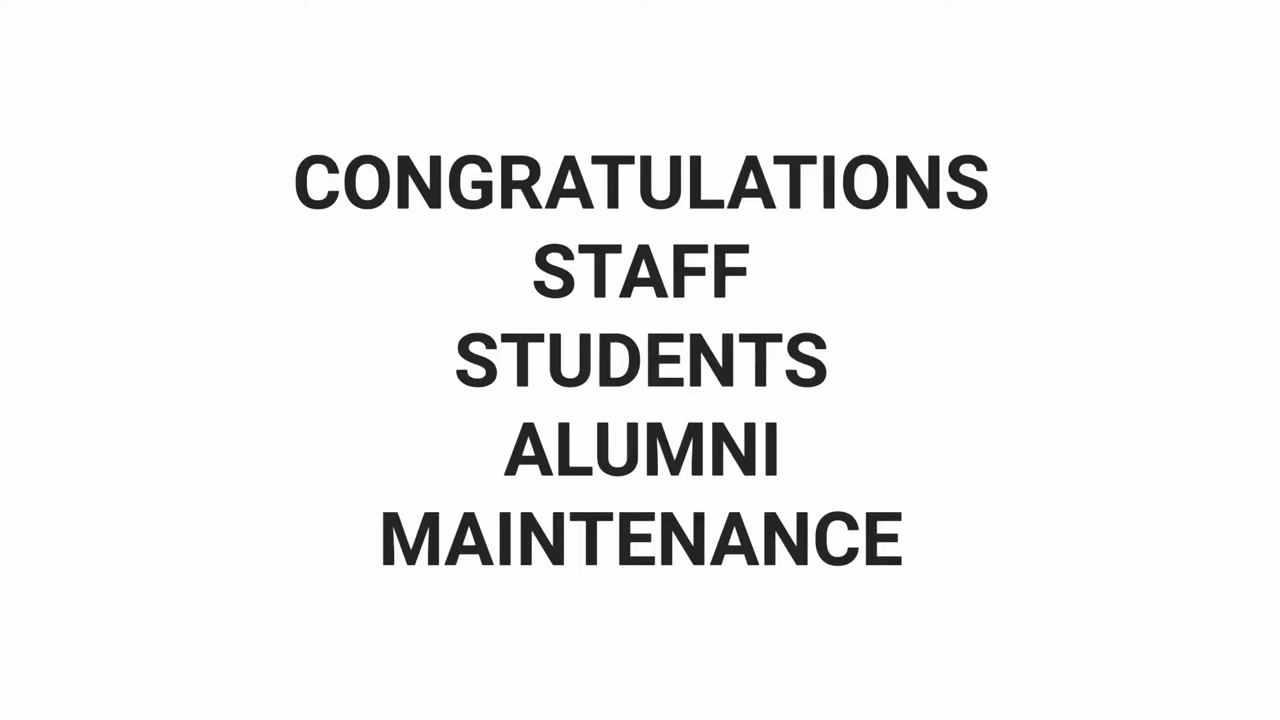 CONGRATULATIONS
STAFF
STUDENTS
ALUMNI
MAINTENANCE